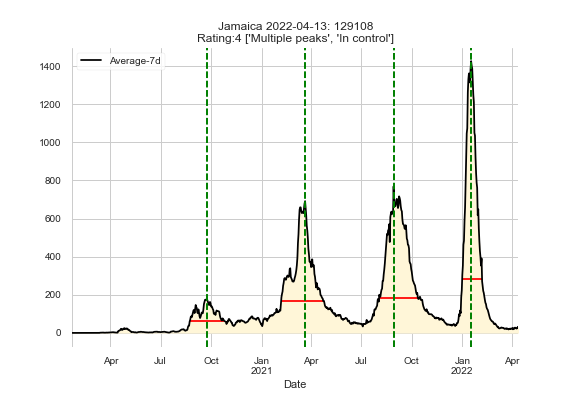 Jamaica 2022-04-13: 129108
Rating:4 ['Multiple peaks', 'In control']
Average-7d
1400
1200
1000
800
600
400
200
0
Apr Jul Oct Jan Apr Jul Oct Jan Apr
2021 2022
Date